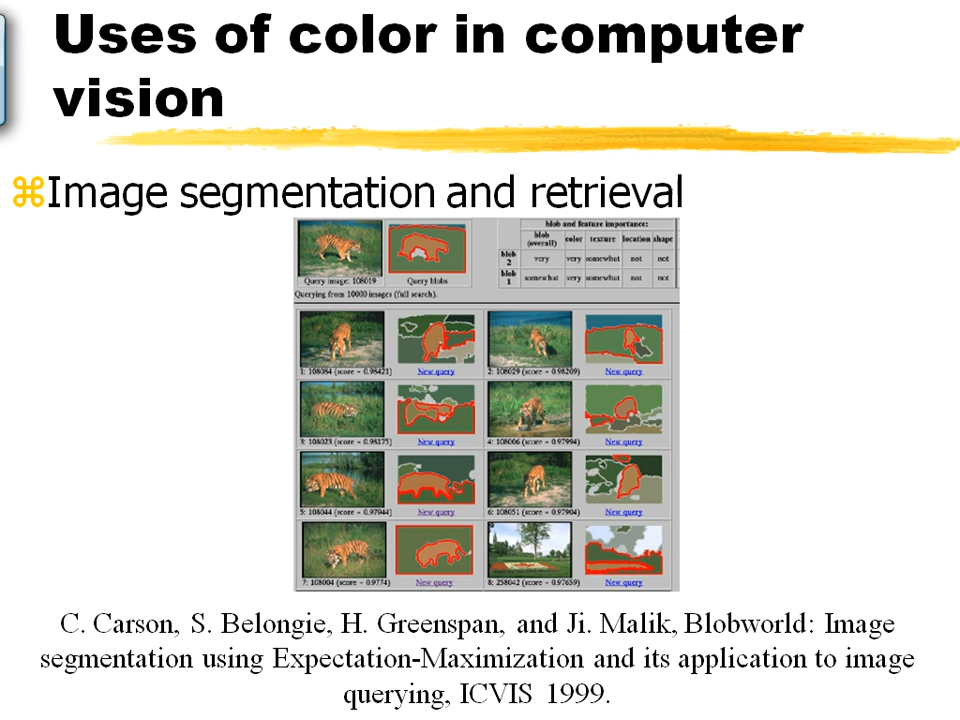 Uses of color in computer
vision
Image segmentation and retrieval
blob and feature importance:
blob (overall) color texture location shape
blob 2 very very somewhat not not
blob 1 somewhat very somewhat not not
Query image: 108019 Query blobs
Querying from 10000 images (full search).
1: 108084 (score = 0.98421) New query 2: 108029 (score = 0.98209) New query
3: 108023 (score = 0.98175) New query 4: 108006 (score = 0.97994) New query
5: 108044 (score = 0.97944) New query 6: 108051 (score = 0.97904) New query
7: 108004 (score = 0.9774) New query 8: 258042 (score = 0.97659) New query
C. Carson, S. Belongie, H. Greenspan, and Ji. Malik, Blobworld: Image
segmentation using Expectation-Maximization and its application to image
querying, ICVIS 1999.